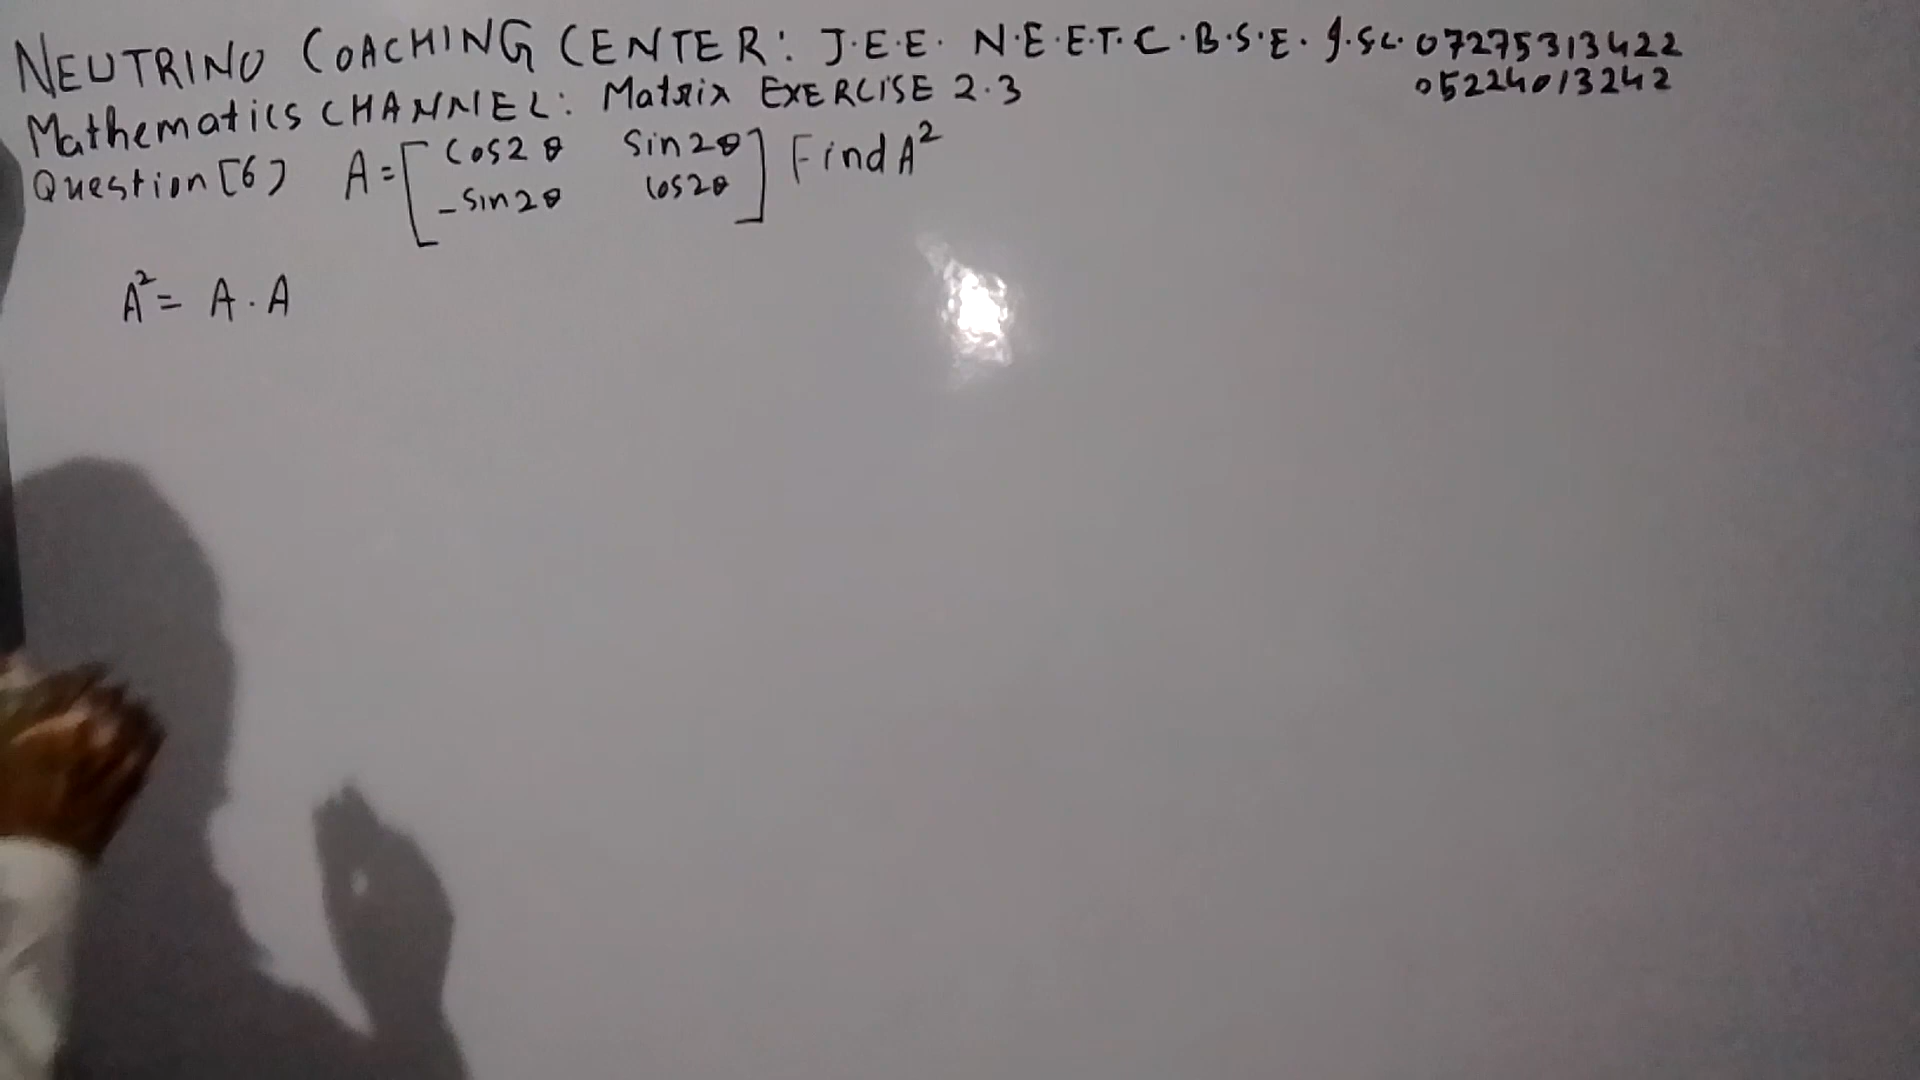 NEUTRINO COACHING CENTER: J.E.E. N.E.E.T. C.B.S.E. I.Sc. 07275313422
05224013242
Mathematics CHANNEL: Matrix EXERCISE 2.3
Question [6] A = [ cos2θ sin2θ ] Find A²
-sin2θ cos2θ
A² = A . A